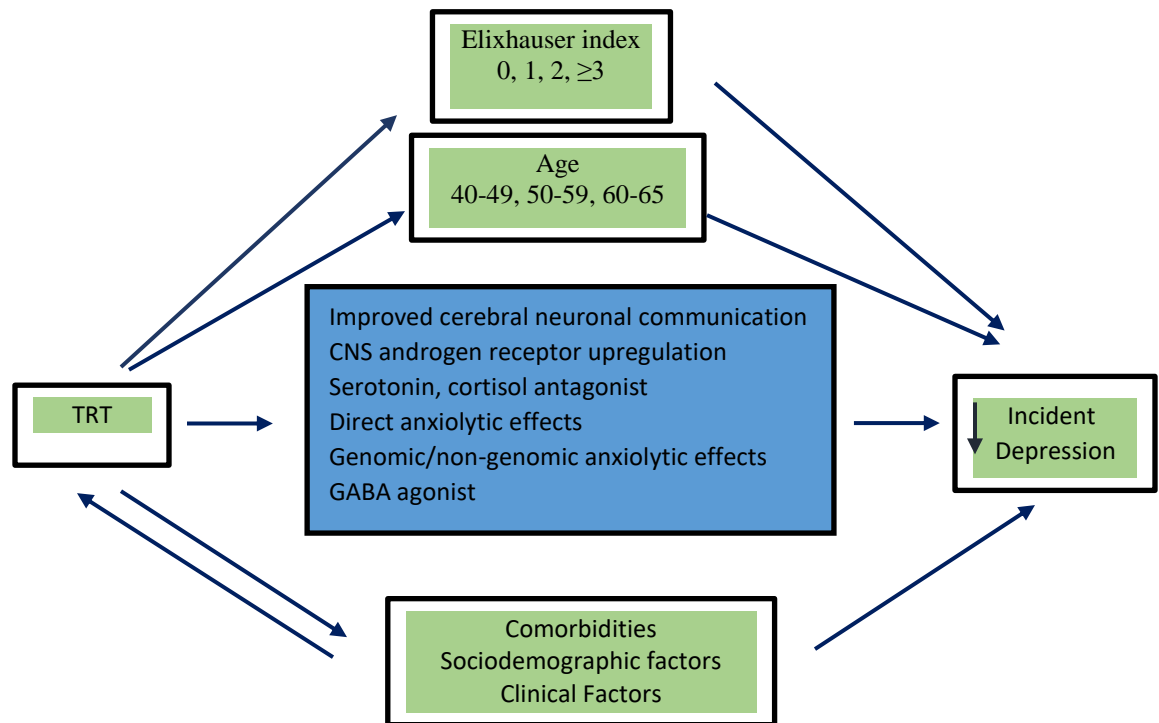 Elixhauser index
0, 1, 2, ≥3
Age
40-49, 50-59, 60-65
Improved cerebral neuronal communication
CNS androgen receptor upregulation
Serotonin, cortisol antagonist
Direct anxiolytic effects
Genomic/non-genomic anxiolytic effects
GABA agonist
TRT
Incident
Depression
Comorbidities
Sociodemographic factors
Clinical Factors